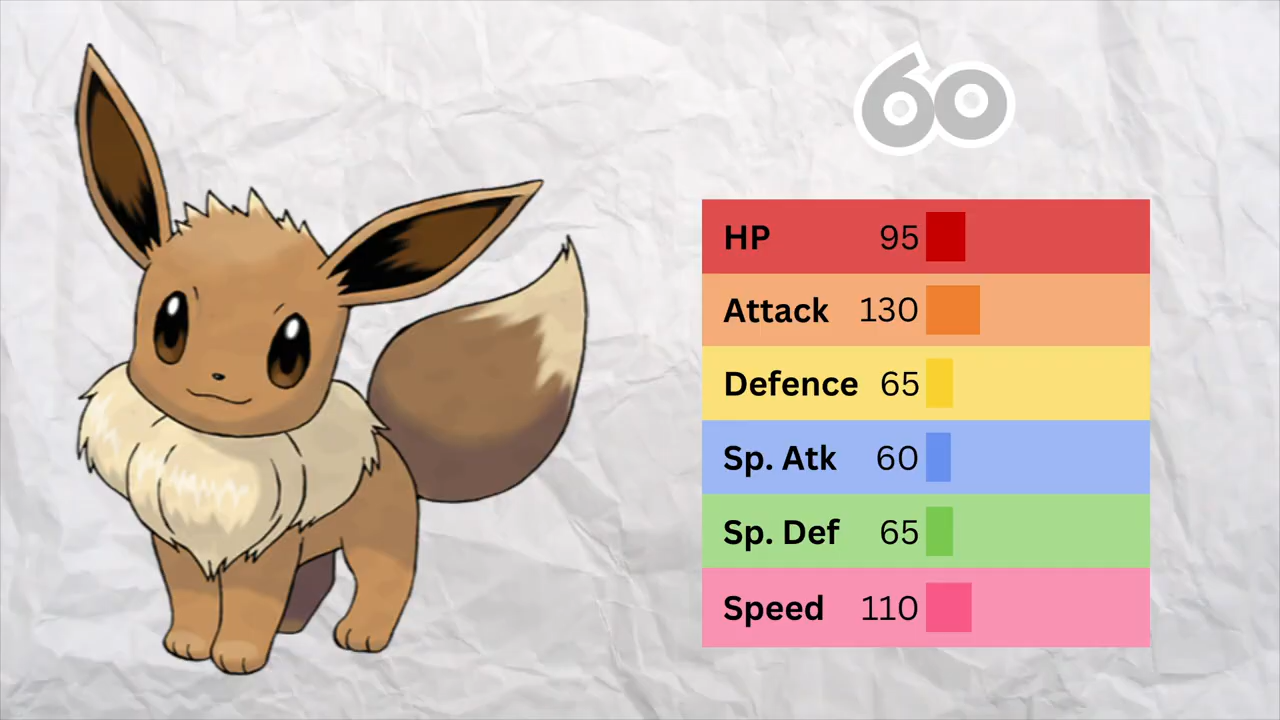 60
HP 95
Attack 130
Defence 65
Sp. Atk 60
Sp. Def 65
Speed 110